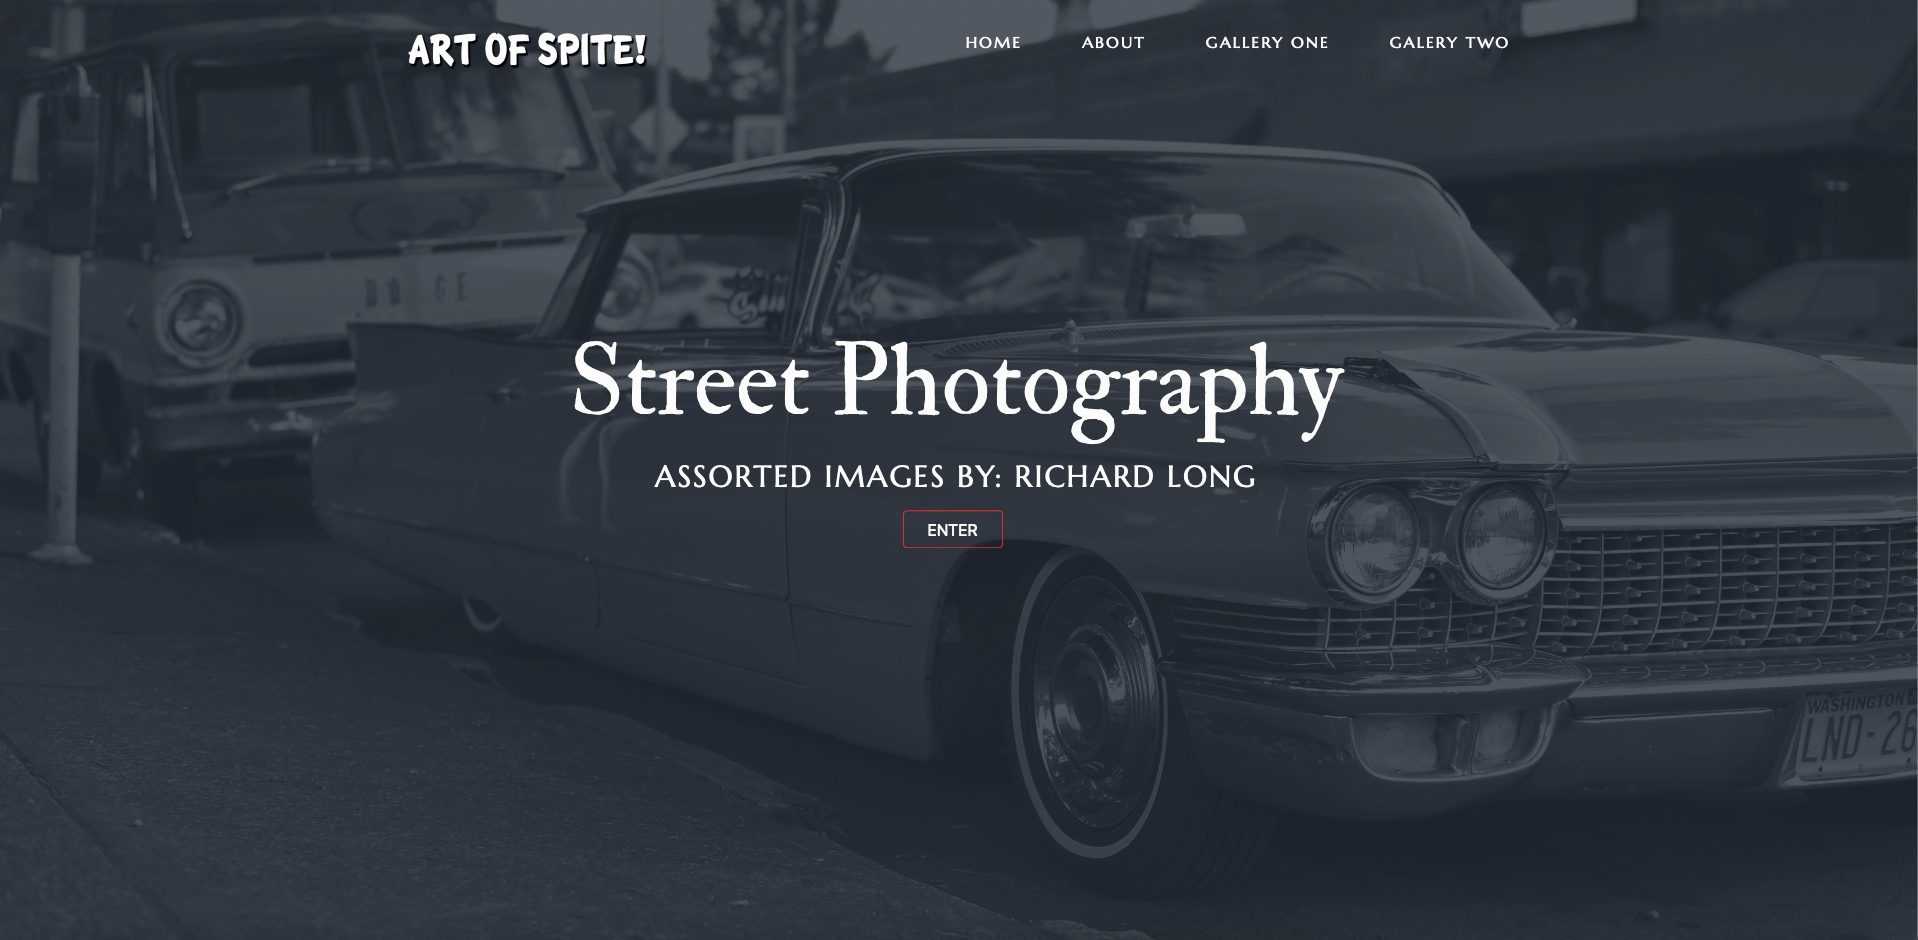 ART OF SPITE!
HOME ABOUT GALLERY ONE GALERY TWO
DODGE
Street Photography
ASSORTED IMAGES BY: RICHARD LONG
ENTER
WASHINGTON
LND·26